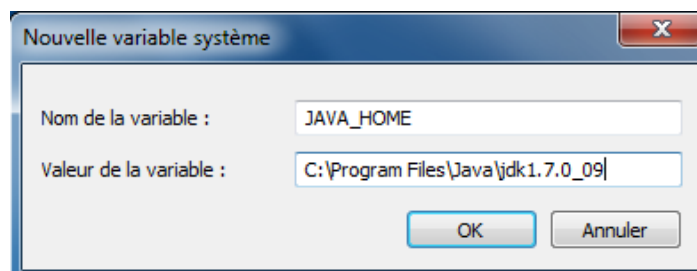 Nouvelle variable système
Nom de la variable : JAVA_HOME
Valeur de la variable : C:\Program Files\Java\jdk1.7.0_09
OK Annuler